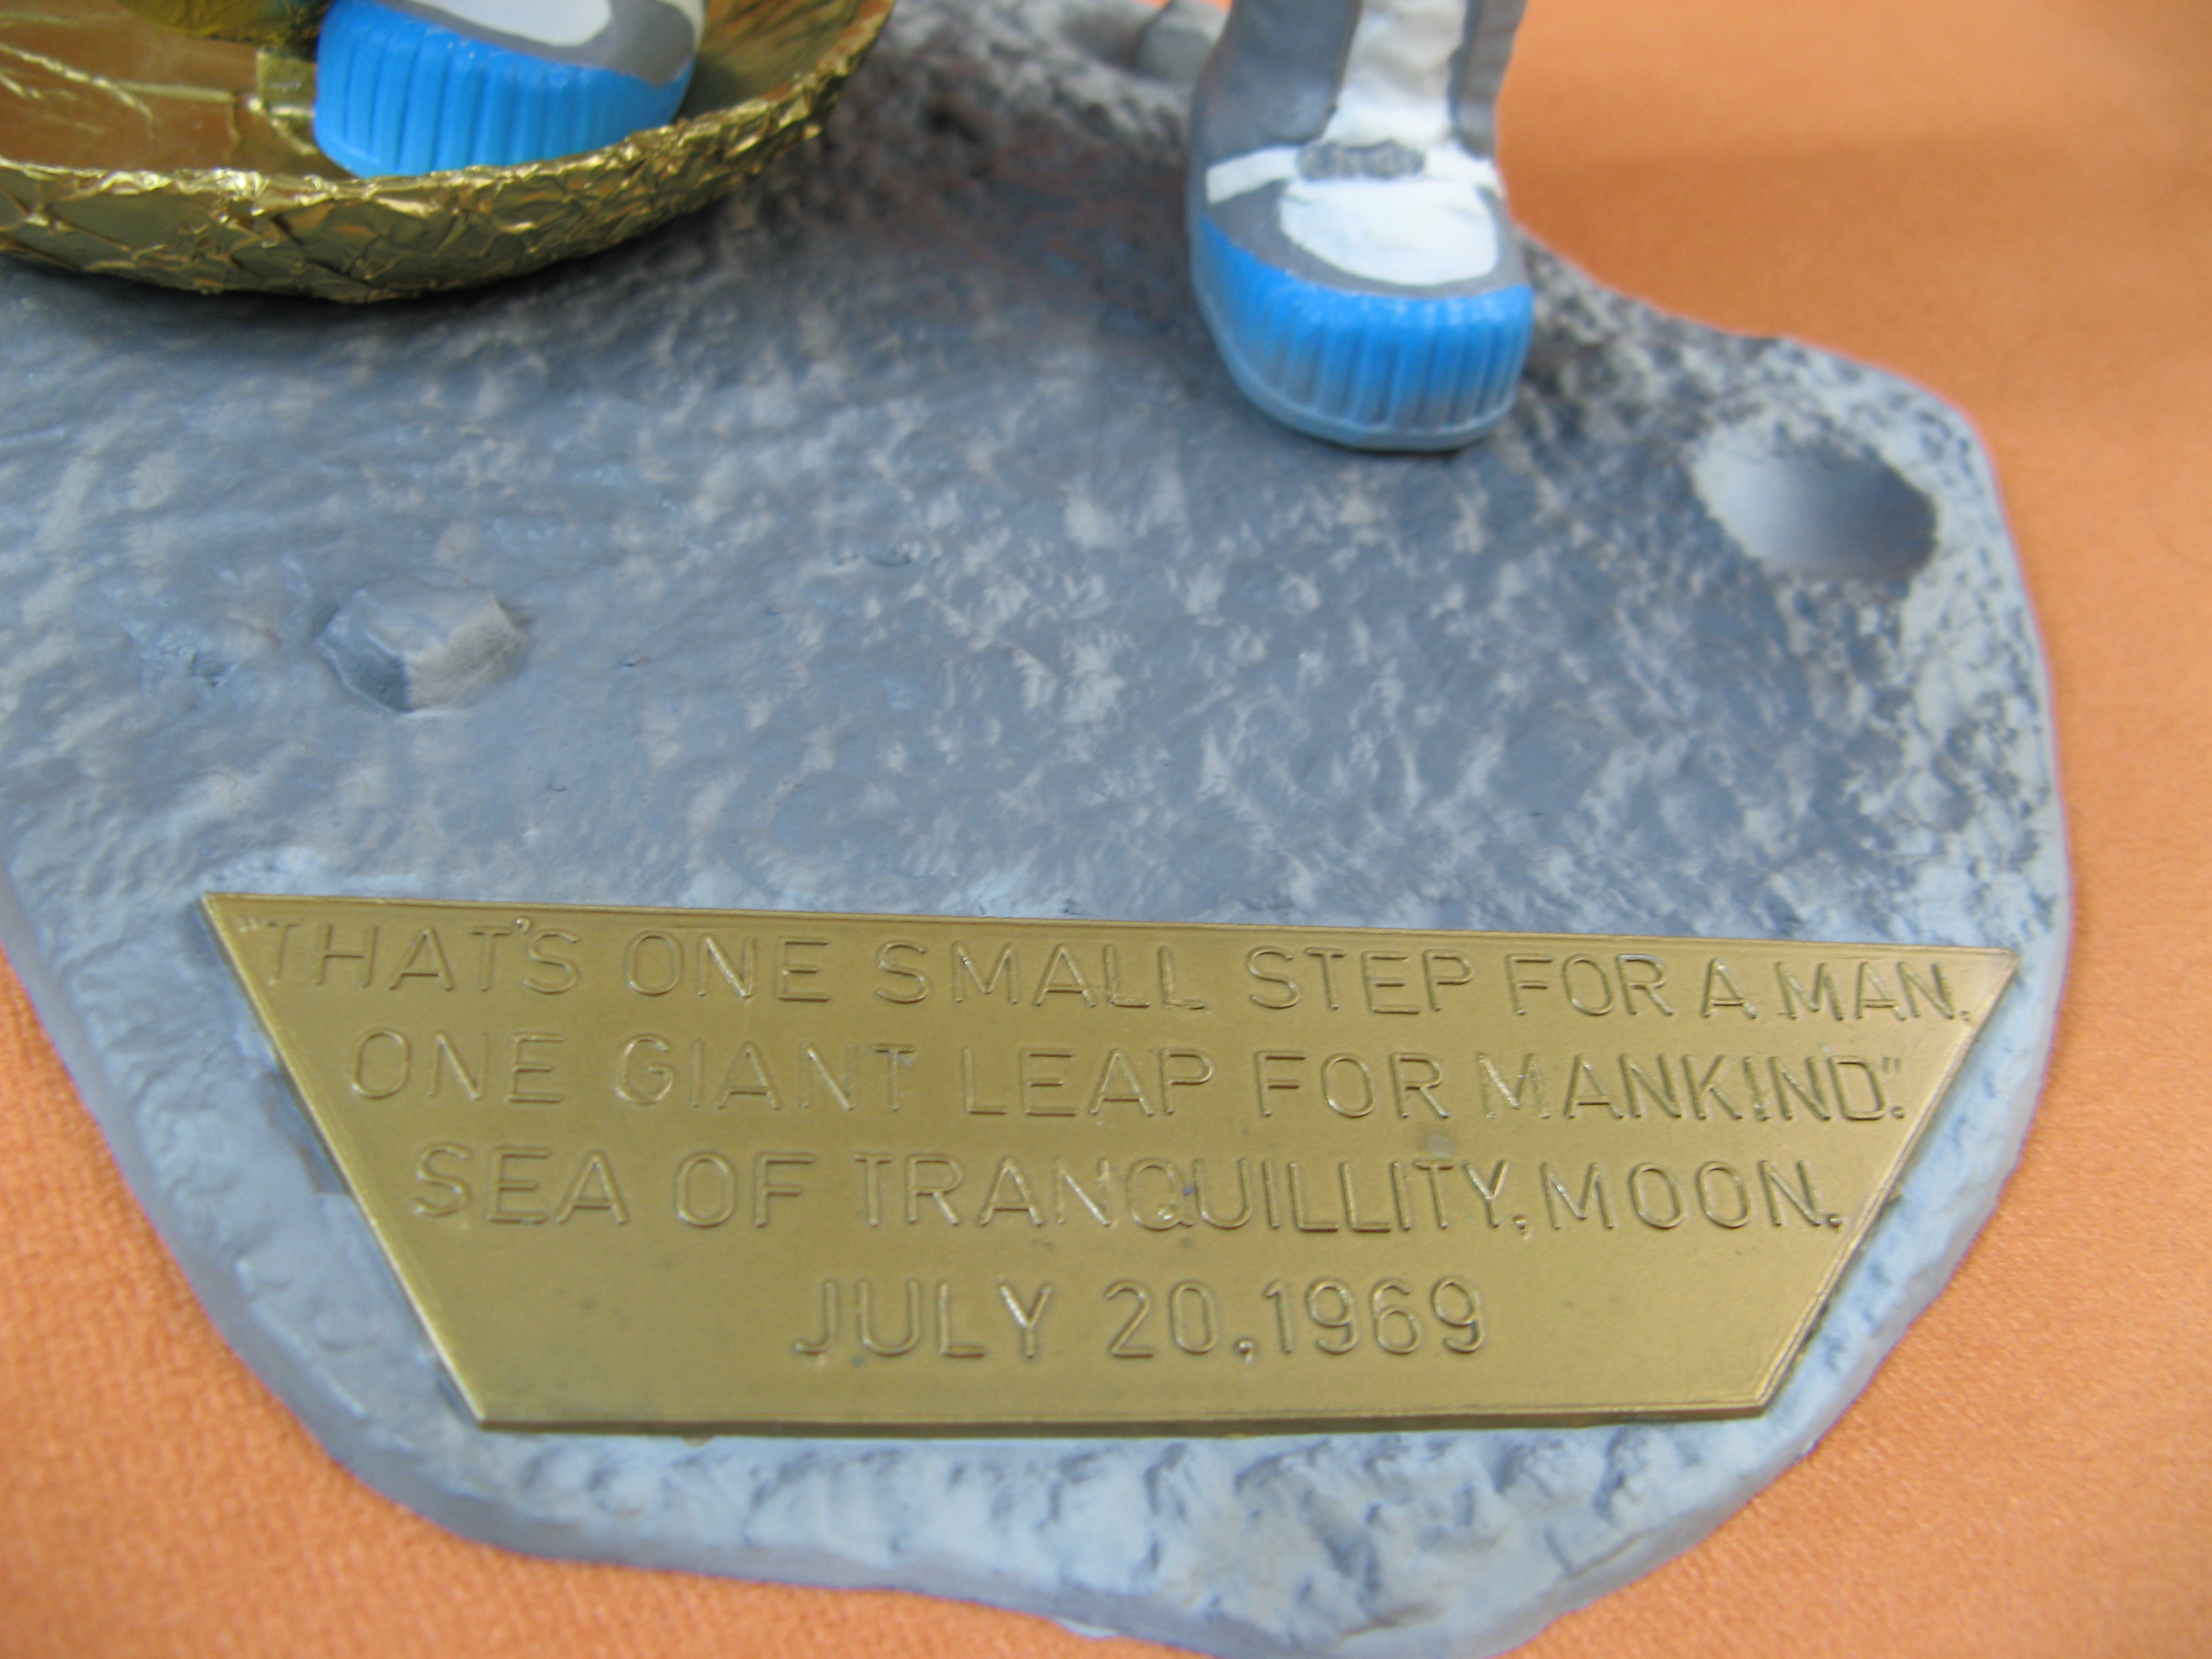 "THAT'S ONE SMALL STEP FOR A MAN.
ONE GIANT LEAP FOR MANKIND."
SEA OF TRANQUILLITY, MOON.
JULY 20, 1969